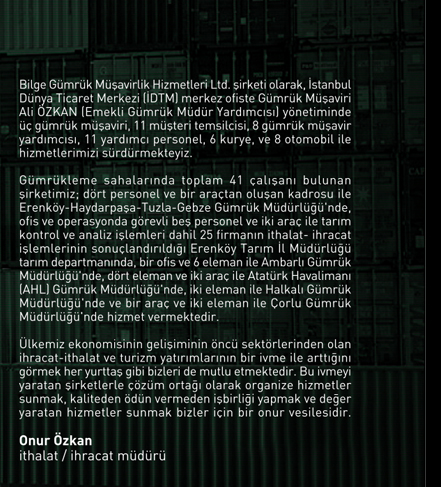 Bilge Gümrük Müşavirlik Hizmetleri Ltd. şirketi olarak, İstanbul
Dünya Ticaret Merkezi (İDTM) merkez ofiste Gümrük Müşaviri
Ali ÖZKAN (Emekli Gümrük Müdür Yardımcısı) yönetiminde
üç gümrük müşaviri, 11 müşteri temsilcisi, 8 gümrük müşavir
yardımcısı, 11 yardımcı personel, 6 kurye, ve 8 otomobil ile
hizmetlerimizi sürdürmekteyiz.
Gümrükleme sahalarında toplam 41 çalışanı bulunan
şirketimiz; dört personel ve bir araçtan oluşan kadrosu ile
Erenköy-Haydarpaşa-Tuzla-Gebze Gümrük Müdürlüğü'nde,
ofis ve operasyonda görevli beş personel ve iki araç ile tarım
kontrol ve analiz işlemleri dahil 25 firmanın ithalat- ihracat
işlemlerinin sonuçlandırıldığı Erenköy Tarım İl Müdürlüğü
tarım departmanında, bir ofis ve 6 eleman ile Ambarlı Gümrük
Müdürlüğü'nde, dört eleman ve iki araç ile Atatürk Havalimanı
(AHL) Gümrük Müdürlüğü'nde, iki eleman ile Halkalı Gümrük
Müdürlüğü'nde ve bir araç ve iki eleman ile Çorlu Gümrük
Müdürlüğü'nde hizmet vermektedir.
Ülkemiz ekonomisinin gelişiminin öncü sektörlerinden olan
ihracat-ithalat ve turizm yatırımlarının bir ivme ile arttığını
görmek her yurttaş gibi bizleri de mutlu etmektedir. Bu ivmeyi
yaratan şirketlerle çözüm ortağı olarak organize hizmetler
sunmak, kaliteden ödün vermeden işbirliği yapmak ve değer
yaratan hizmetler sunmak bizler için bir onur vesilesidir.
Onur Özkan
ithalat / ihracat müdürü